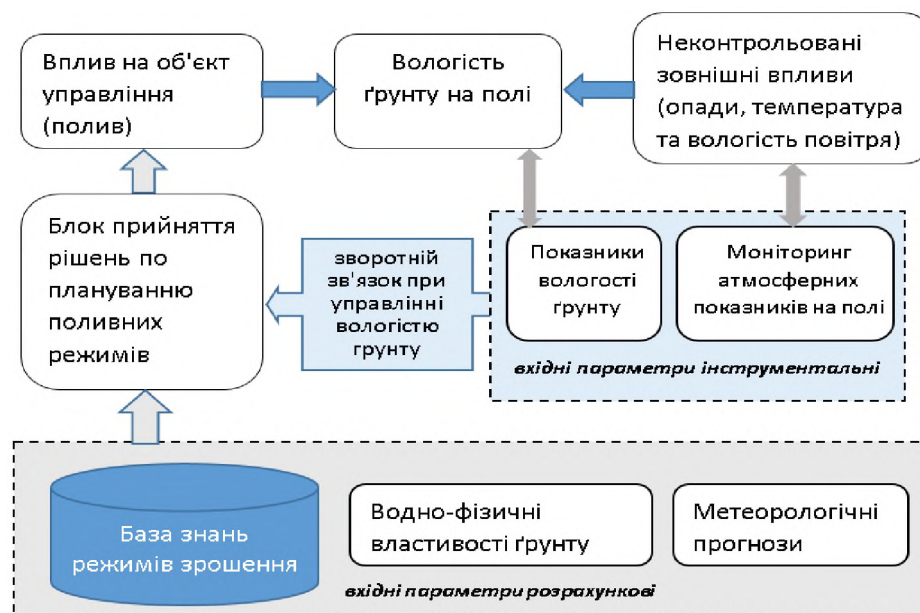 Вплив на об'єкт
управління
(полив)
Вологість
ґрунту на полі
Неконтрольовані
зовнішні впливи
(опади, температура
та вологість повітря)
Блок прийняття
рішень по
плануванню
поливних
режимів
зворотній
зв'язок при
управлінні
вологістю
грунту
Показники
вологості
ґрунту
Моніторинг
атмосферних
показників на полі
вхідні параметри інструментальні
База знань
режимів зрошення
Водно-фізичні
властивості ґрунту
Метеорологічні
прогнози
вхідні параметри розрахункові